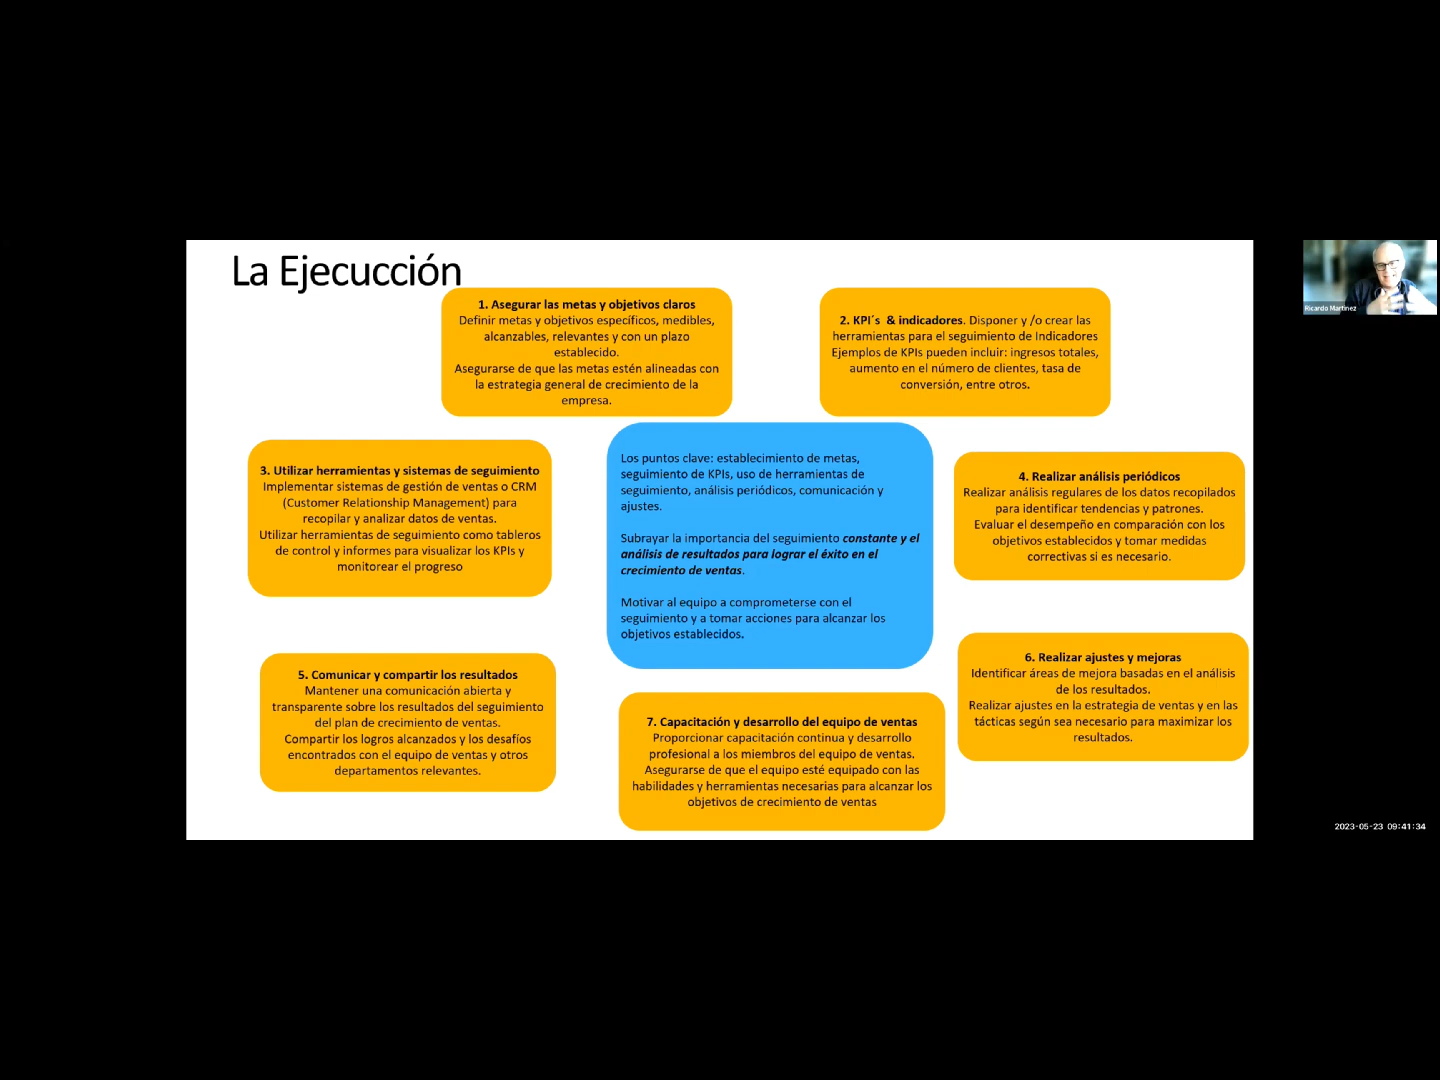 La Ejecucción
1. Asegurar las metas y objetivos claros
Definir metas y objetivos específicos, medibles,
alcanzables, relevantes y con un plazo
establecido.
Asegurarse de que las metas estén alineadas con
la estrategia general de crecimiento de la
empresa.
2. KPI´s  & indicadores. Disponer y /o crear las
herramientas para el seguimiento de Indicadores
Ejemplos de KPIs pueden incluir: ingresos totales,
aumento en el número de clientes, tasa de
conversión, entre otros.
3. Utilizar herramientas y sistemas de seguimiento
Implementar sistemas de gestión de ventas o CRM
(Customer Relationship Management) para
recopilar y analizar datos de ventas.
Utilizar herramientas de seguimiento como tableros
de control y informes para visualizar los KPIs y
monitorear el progreso
Los puntos clave: establecimiento de metas,
seguimiento de KPIs, uso de herramientas de
seguimiento, análisis periódicos, comunicación y
ajustes.
Subrayar la importancia del seguimiento constante y el
análisis de resultados para lograr el éxito en el
crecimiento de ventas.
Motivar al equipo a comprometerse con el
seguimiento y a tomar acciones para alcanzar los
objetivos establecidos.
4. Realizar análisis periódicos
Realizar análisis regulares de los datos recopilados
para identificar tendencias y patrones.
Evaluar el desempeño en comparación con los
objetivos establecidos y tomar medidas
correctivas si es necesario.
5. Comunicar y compartir los resultados
Mantener una comunicación abierta y
transparente sobre los resultados del seguimiento
del plan de crecimiento de ventas.
Compartir los logros alcanzados y los desafíos
encontrados con el equipo de ventas y otros
departamentos relevantes.
6. Realizar ajustes y mejoras
Identificar áreas de mejora basadas en el análisis
de los resultados.
Realizar ajustes en la estrategia de ventas y en las
tácticas según sea necesario para maximizar los
resultados.
7. Capacitación y desarrollo del equipo de ventas
Proporcionar capacitación continua y desarrollo
profesional a los miembros del equipo de ventas.
Asegurarse de que el equipo esté equipado con las
habilidades y herramientas necesarias para alcanzar los
objetivos de crecimiento de ventas
Ricardo Martinez
2023-05-23 09:41:34